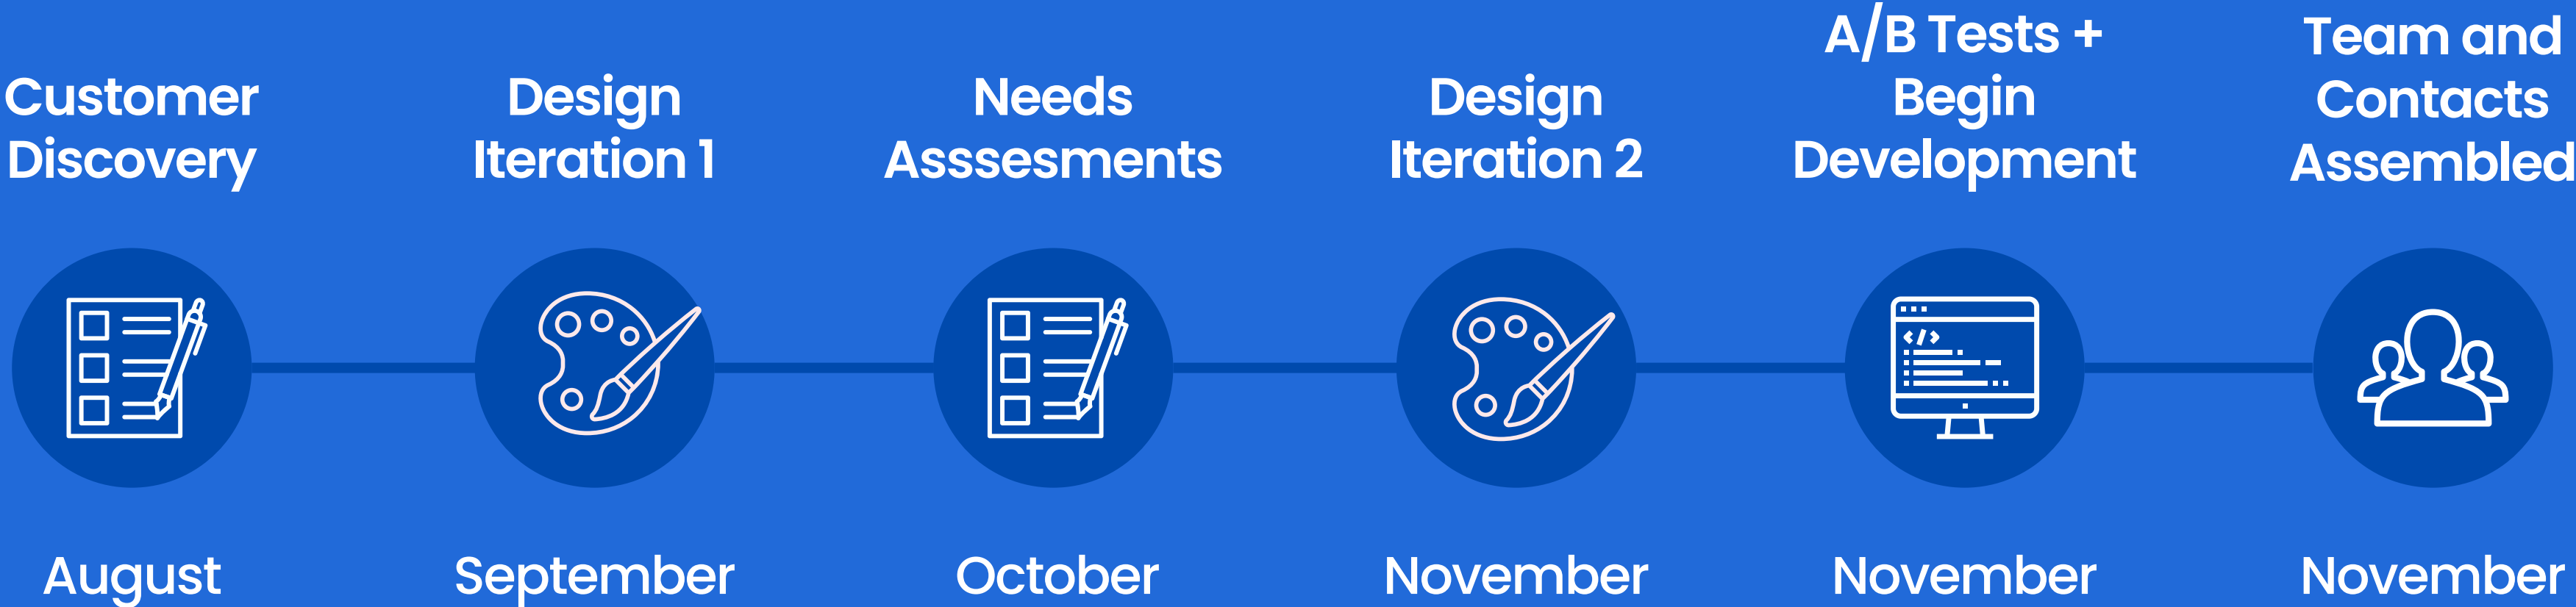 Customer
Discovery
Design
Iteration 1
Needs
Asssesments
Design
Iteration 2
A/B Tests +
Begin
Development
Team and
Contacts
Assembled
</>
August
September
October
November
November
November